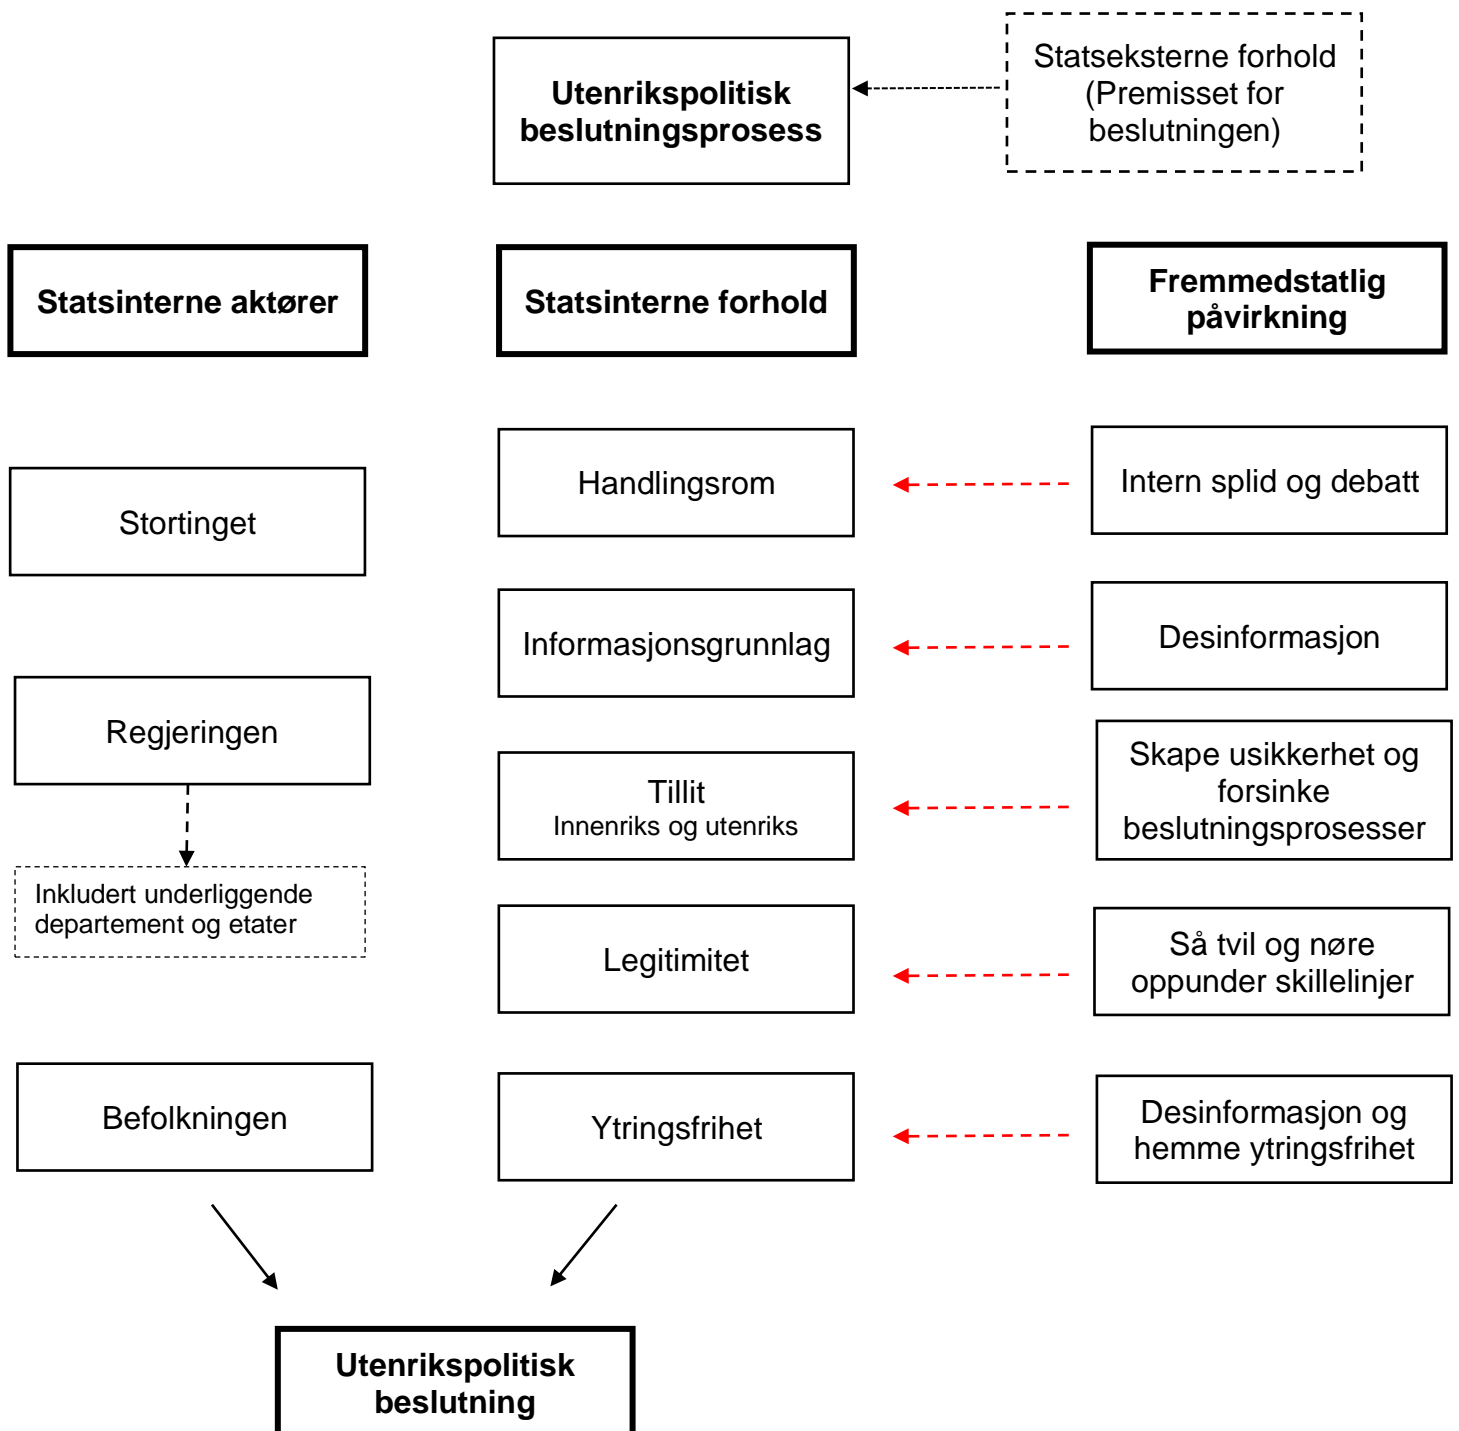 Utenrikspolitisk
beslutningsprosess
Statseksterne forhold
(Premisset for
beslutningen)
Statsinterne aktører
Statsinterne forhold
Fremmedstatlig
påvirkning
Stortinget
Regjeringen
Inkludert underliggende
departement og etater
Befolkningen
Handlingsrom
Informasjonsgrunnlag
Tillit
Innenriks og utenriks
Legitimitet
Ytringsfrihet
Intern splid og debatt
Desinformasjon
Skape usikkerhet og
forsinke
beslutningsprosesser
Så tvil og nøre
oppunder skillelinjer
Desinformasjon og
hemme ytringsfrihet
Utenrikspolitisk
beslutning